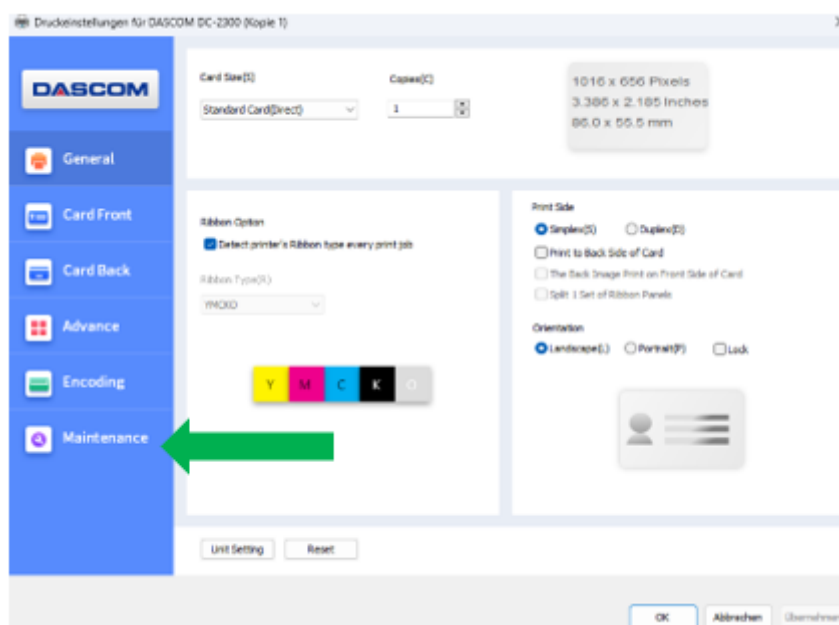 Druckeinstellungen für DASCOM DC-2300 (Kopie 1)
DASCOM
General
Card Front
Card Back
Advance
Encoding
Maintenance
Card Size(S)
Standard Card(Direct)
Copies(C)
1
1016 x 656 Pixels
3.386 x 2.185 Inches
86.0 x 55.5 mm
Ribbon Option
Detect printer's Ribbon type every print job
Ribbon Type(R)
YMCKO
Y M C K O
Print Side
Simplex(S) Duplex(D)
Print to Back Side of Card
The Back Image Print on Front Side of Card
Split 1 Set of Ribbon Panels
Orientation
Landscape(L) Portrait(P) Lock
Unit Setting Reset
OK Abbrechen Übernehmen